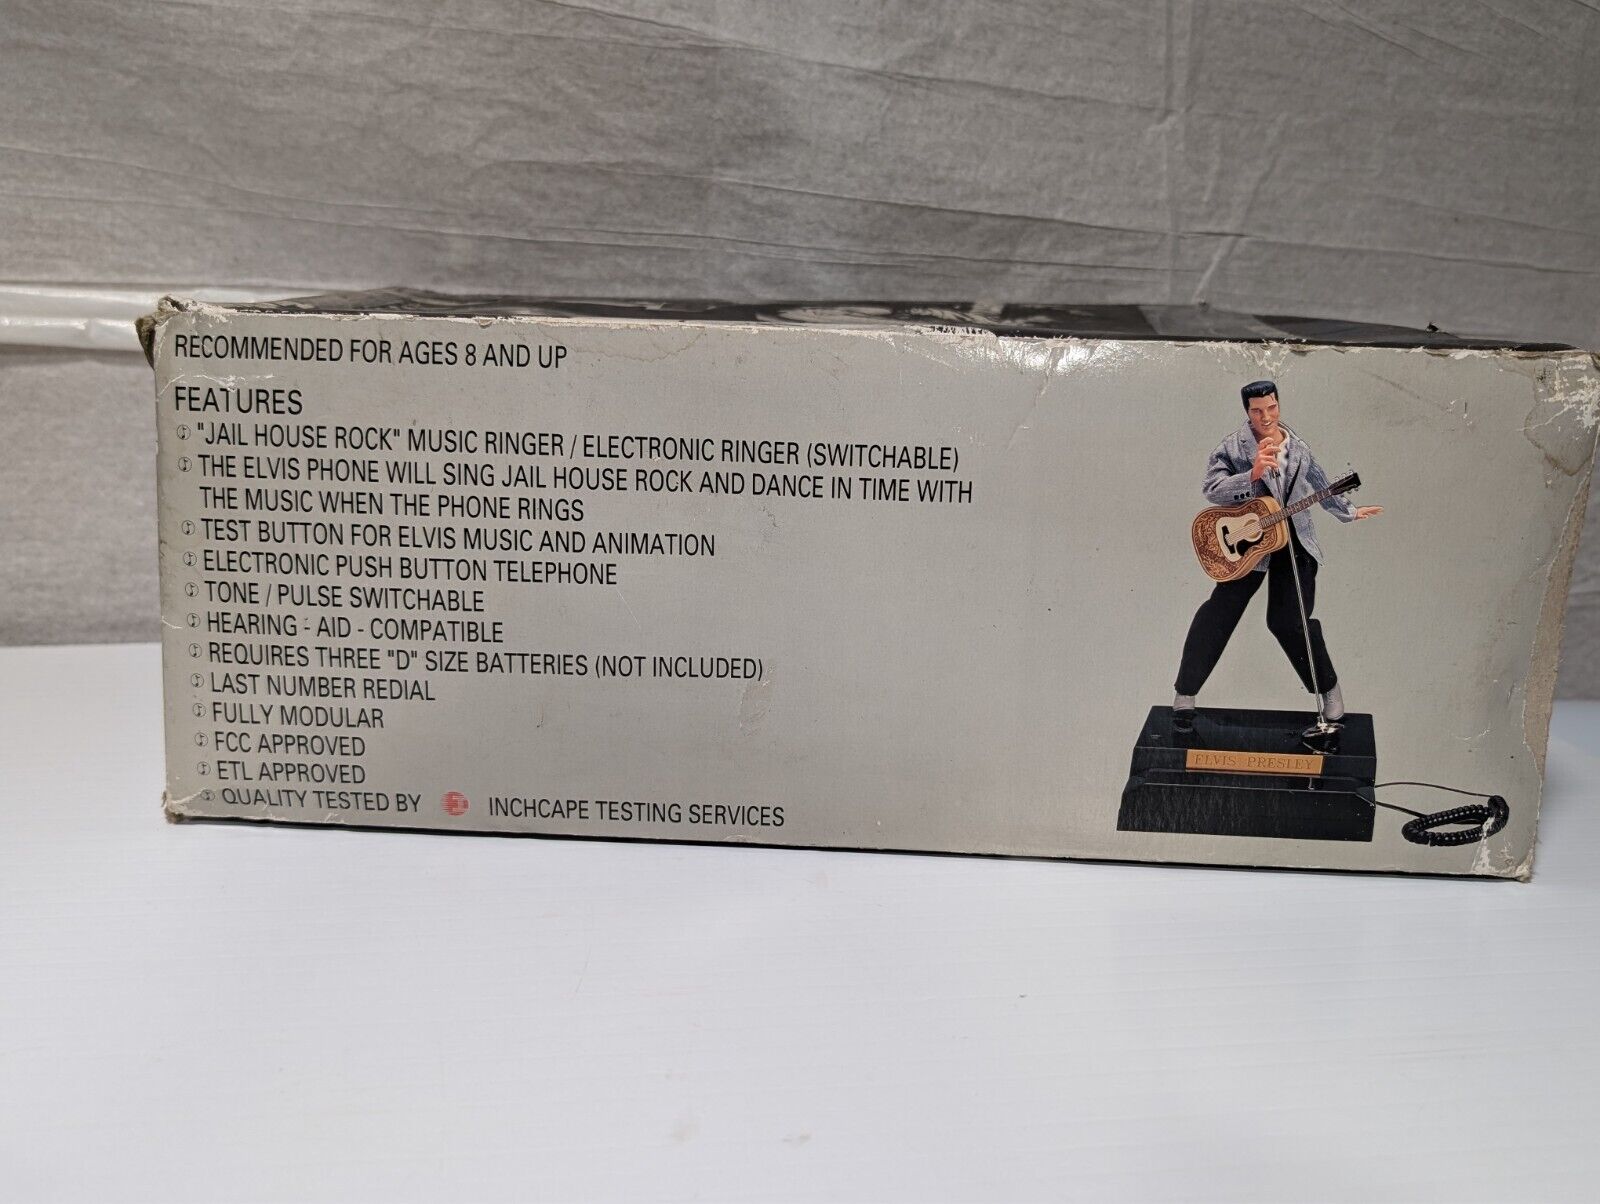 RECOMMENDED FOR AGES 8 AND UP
FEATURES
"JAIL HOUSE ROCK" MUSIC RINGER / ELECTRONIC RINGER (SWITCHABLE)
THE ELVIS PHONE WILL SING JAIL HOUSE ROCK AND DANCE IN TIME WITH
THE MUSIC WHEN THE PHONE RINGS
TEST BUTTON FOR ELVIS MUSIC AND ANIMATION
ELECTRONIC PUSH BUTTON TELEPHONE
TONE / PULSE SWITCHABLE
HEARING - AID - COMPATIBLE
REQUIRES THREE "D" SIZE BATTERIES (NOT INCLUDED)
LAST NUMBER REDIAL
FULLY MODULAR
FCC APPROVED
ETL APPROVED
QUALITY TESTED BY INCHCAPE TESTING SERVICES
ELVIS PRESLEY